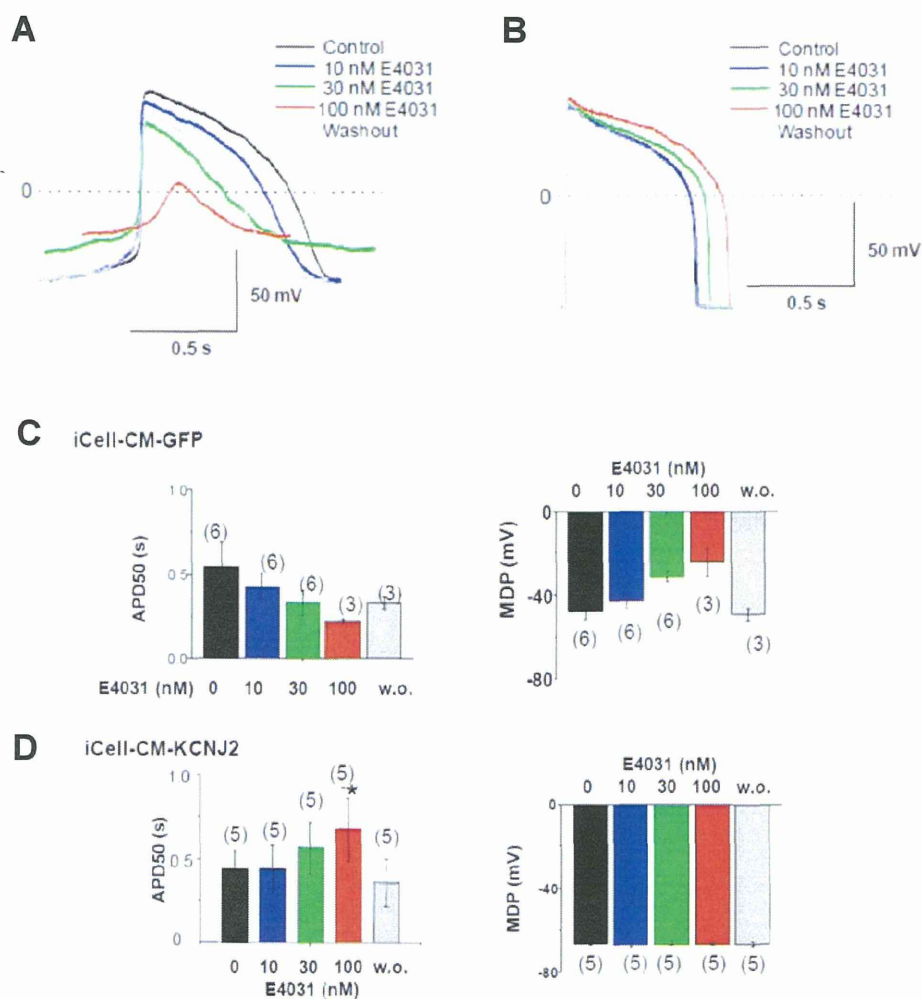 A
Control
10 nM E4031
30 nM E4031
100 nM E4031
Washout
0
50 mV
0.5 s
B
Control
10 nM E4031
30 nM E4031
100 nM E4031
Washout
0
50 mV
0.5 s
C iCell-CM-GFP
APD50 (s)
1.0
0.5
0.0
(6)
(6)
(6)
(3)
(3)
E4031 (nM) 0 10 30 100 w.o.
E4031 (nM)
0 10 30 100 w.o.
MDP (mV)
0
-40
-80
(6)
(6)
(6)
(3)
(3)
D iCell-CM-KCNJ2
APD50 (s)
1.0
0.5
0
(5)
(5)
(5)
(5)
*
(5)
0 10 30 100 w.o.
E4031 (nM)
E4031 (nM)
0 10 30 100 w.o.
MDP (mV)
0
-40
-80
(5) (5) (5) (5) (5)